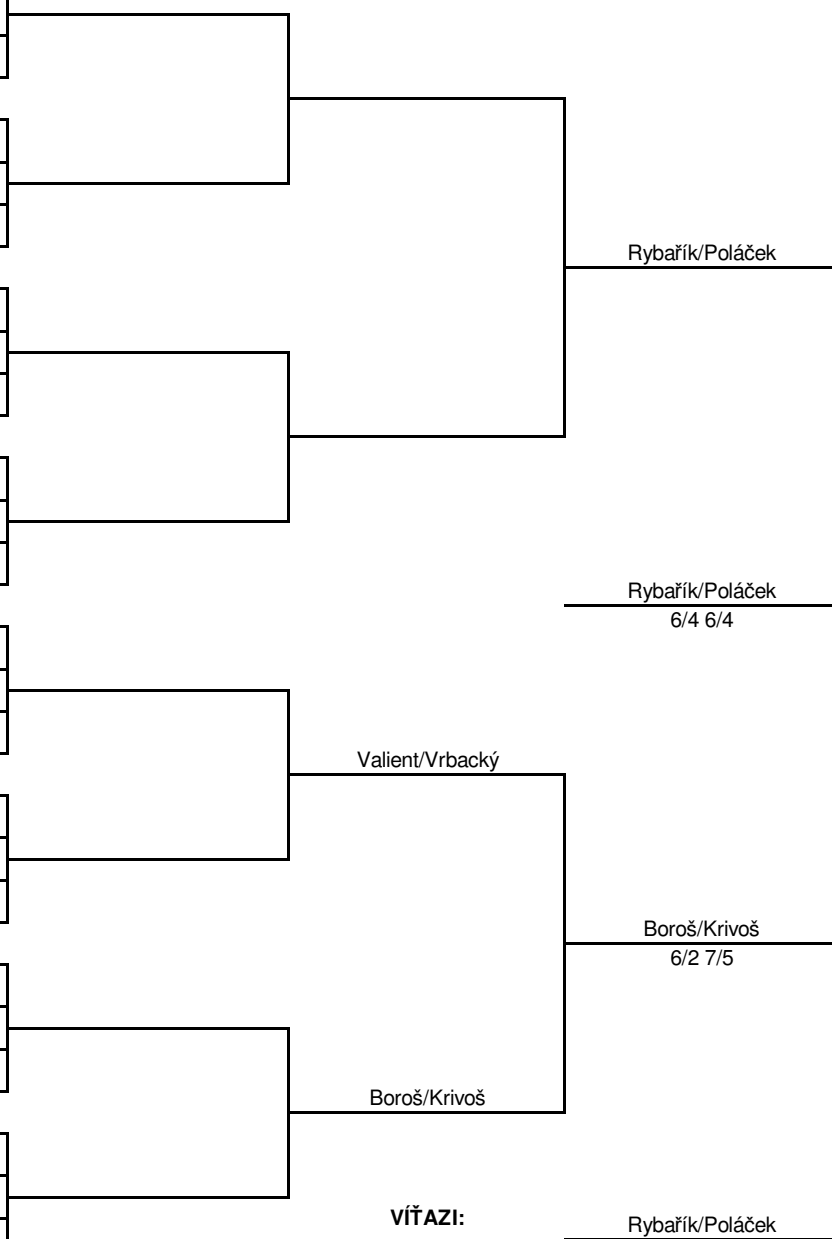 Rybařík/Poláček
Rybařík/Poláček
6/4 6/4
Valient/Vrbacký
Boroš/Krivoš
6/2 7/5
Boroš/Krivoš
VÍŤAZI:
Rybařík/Poláček